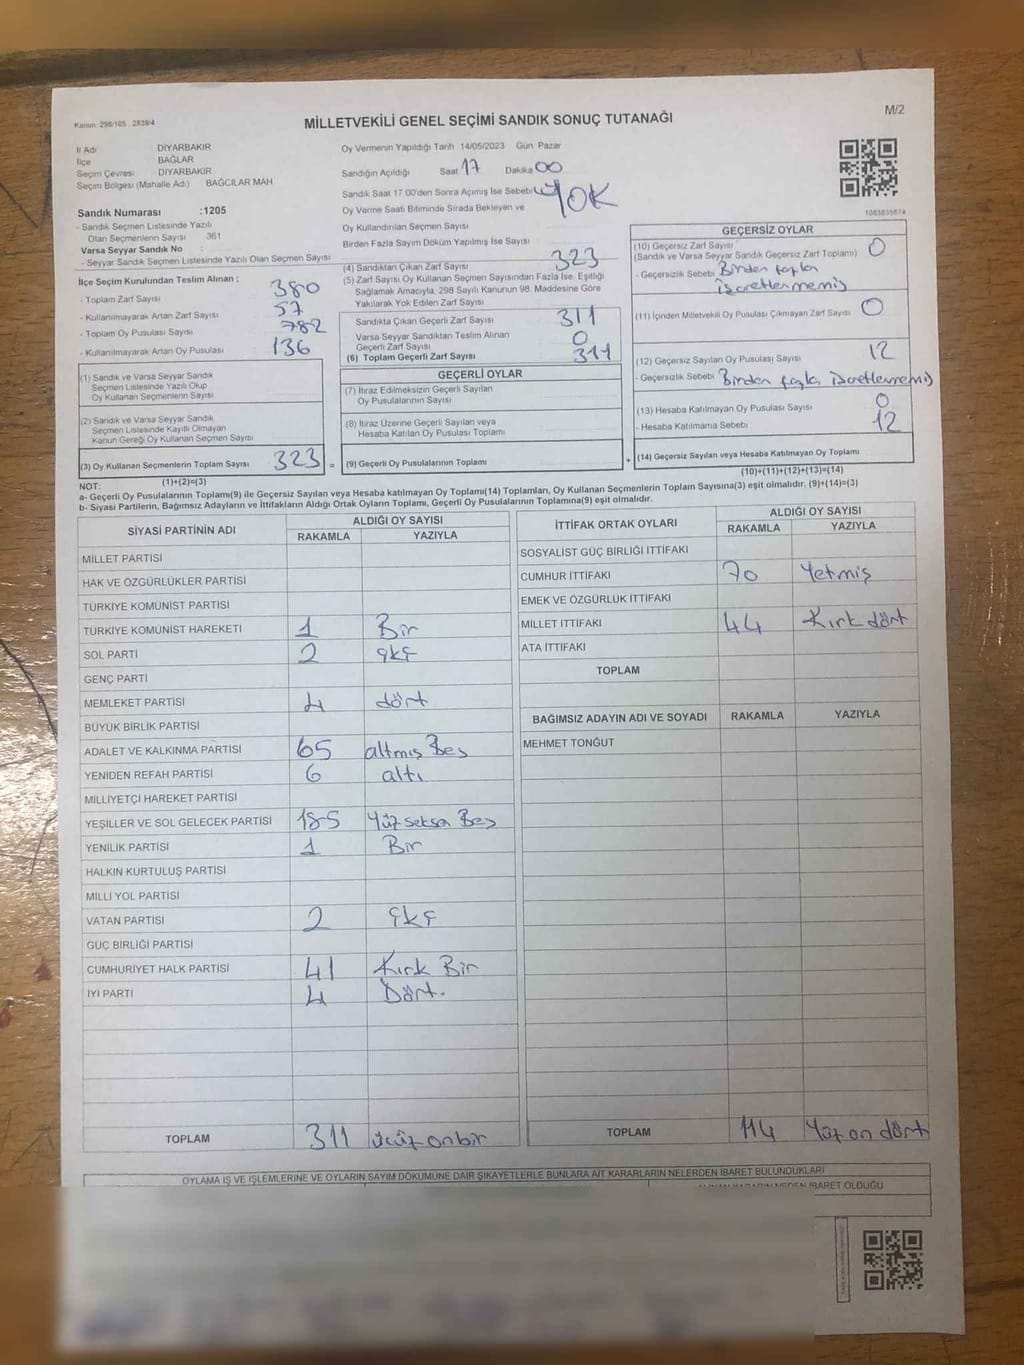 Kanun 298/105 , 2839/4
M/2
MİLLETVEKİLİ GENEL SEÇİMİ SANDIK SONUÇ TUTANAĞI
İl Adı DİYARBAKIR
İlçe BAĞLAR
Seçim Çevresi DİYARBAKIR
Seçim Bölgesi (Mahalle Adı) BAĞCILAR MAH
Sandık Numarası :1205
- Sandık Seçmen Listesinde Yazılı
Olan Seçmenlerin Sayısı 361
Varsa Seyyar Sandık No :
- Seyyar Sandık Seçmen Listesinde Yazılı Olan Seçmen Sayısı
İlçe Seçim Kurulundan Teslim Alınan :
- Toplam Zarf Sayısı 380
- Kullanılmayarak Artan Zarf Sayısı 57
- Toplam Oy Pusulası Sayısı 782
- Kullanılmayarak Artan Oy Pusulası 136
(1) Sandık ve Varsa Seyyar Sandık
Seçmen Listesinde Yazılı Olup
Oy Kullanan Seçmenlerin Sayısı
(2) Sandık ve Varsa Seyyar Sandık
Seçmen Listesinde Kayıtlı Olmayan
Kanun Gereği Oy Kullanan Seçmen Sayısı
(3) Oy Kullanan Seçmenlerin Toplam Sayısı 323 =
(1)+(2)=(3)
Oy Vermenin Yapıldığı Tarih 14/05/2023 Gün Pazar
Sandığın Açıldığı Saat 17 Dakika 00
Sandık Saat 17 00'den Sonra Açımış İse Sebebi YOK
Oy Verme Saati Bitiminde Sırada Bekleyen ve
Oy Kullandırılan Seçmen Sayısı
Birden Fazla Sayım Döküm Yapılmış İse Sayısı
(4) Sandıktan Çıkan Zarf Sayısı 323
(5) Zarf Sayısı Oy Kullanan Seçmen Sayısından Fazla İse, Eşitliği
Sağlamak Amacıyla, 298 Sayılı Kanunun 98. Maddesine Göre
Yakılarak Yok Edilen Zarf Sayısı
Sandıkta Çıkan Geçerli Zarf Sayısı 311
Varsa Seyyar Sandıktan Teslim Alınan
Geçerli Zarf Sayısı 0
(6) Toplam Geçerli Zarf Sayısı 311
GEÇERLİ OYLAR
(7) İtiraz Edilmeksizin Geçerli Sayılan
Oy Pusulalarının Sayısı
(8) İtiraz Üzerine Geçerli Sayılan veya
Hesaba Katılan Oy Pusulası Toplamı
(9) Geçerli Oy Pusulalarının Toplamı +
1083835874
GEÇERSİZ OYLAR
(10) Geçersiz Zarf Sayısı
(Sandık ve Varsa Seyyar Sandık Geçersiz Zarf Toplamı) 0
- Geçersizlik Sebebi Birden fazla
işaretlenmemiş
(11) İçinden Milletvekili Oy Pusulası Çıkmayan Zarf Sayısı 0
(12) Geçersiz Sayılan Oy Pusulası Sayısı 12
- Geçersizlik Sebebi Birden fazla
(13) Hesaba Katılmayan Oy Pusulası Sayısı 0
- Hesaba Katılmama Sebebi 12
(14) Geçersiz Sayılan veya Hesaba Katılmayan Oy Toplamı
(10)+(11)+(12)+(13)=(14)
NOT:
a- Geçerli Oy Pusulalarının Toplamı(9) ile Geçersiz Sayılan veya Hesaba katılmayan Oy Toplamı(14) Toplamları, Oy Kullanan Seçmenlerin Toplam Sayısına(3) eşit olmalıdır. (9)+(14)=(3)
b- Siyasi Partilerin, Bağımsız Adayların ve İttifakların Aldığı Ortak Oyların Toplamı, Geçerli Oy Pusulalarının Toplamına(9) eşit olmalıdır.
SİYASİ PARTİNİN ADI ALDIĞI OY SAYISI
RAKAMLA YAZIYLA
MİLLET PARTİSİ
HAK VE ÖZGÜRLÜKLER PARTİSİ
TÜRKİYE KOMÜNİST PARTİSİ
TÜRKİYE KOMÜNİST HAREKETİ 1 Bir
SOL PARTİ 2 iki
GENÇ PARTİ
MEMLEKET PARTİSİ 4 dört
BÜYÜK BİRLİK PARTİSİ
ADALET VE KALKINMA PARTİSİ 65 altmış Beş
YENİDEN REFAH PARTİSİ 6 altı
MİLLİYETÇİ HAREKET PARTİSİ
YEŞİLLER VE SOL GELECEK PARTİSİ 185 Yüz seksen Beş
YENİLİK PARTİSİ 1 Bir
HALKIN KURTULUŞ PARTİSİ
MİLLİ YOL PARTİSİ
VATAN PARTİSİ 2 iki
GÜÇ BİRLİĞİ PARTİSİ
CUMHURİYET HALK PARTİSİ 41 Kırk Bir
İYİ PARTİ 4 Dört.
TOPLAM 311 ücüz onbir
İTTİFAK ORTAK OYLARI ALDIĞI OY SAYISI
RAKAMLA YAZIYLA
SOSYALİST GÜÇ BİRLİĞİ İTTİFAKI
CUMHUR İTTİFAKI 70 Yetmiş
EMEK VE ÖZGÜRLÜK İTTİFAKI
MİLLET İTTİFAKI 44 Kırk dört
ATA İTTİFAKI
TOPLAM
BAĞIMSIZ ADAYIN ADI VE SOYADI RAKAMLA YAZIYLA
MEHMET TONĞUT
TOPLAM 114 Yüz on dört
OYLAMA İŞ VE İŞLEMLERİNE VE OYLARIN SAYIM DÖKÜMÜNE DAİR ŞİKAYETLERLE BUNLARA AİT KARARLARIN NELERDEN İBARET BULUNDUKLARI
NEDEN İBARET OLDUĞU